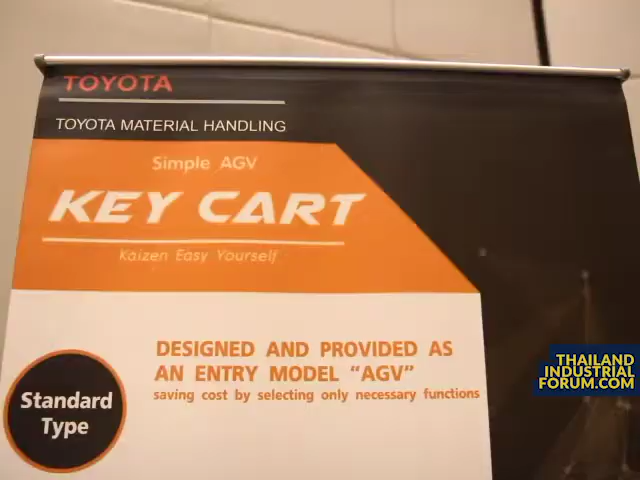 TOYOTA
TOYOTA MATERIAL HANDLING
Simple AGV
KEY CART
Kaizen Easy Yourself
DESIGNED AND PROVIDED AS
AN ENTRY MODEL “AGV”
saving cost by selecting only necessary functions
Standard
Type
THAILAND
INDUSTRIAL
FORUM.COM